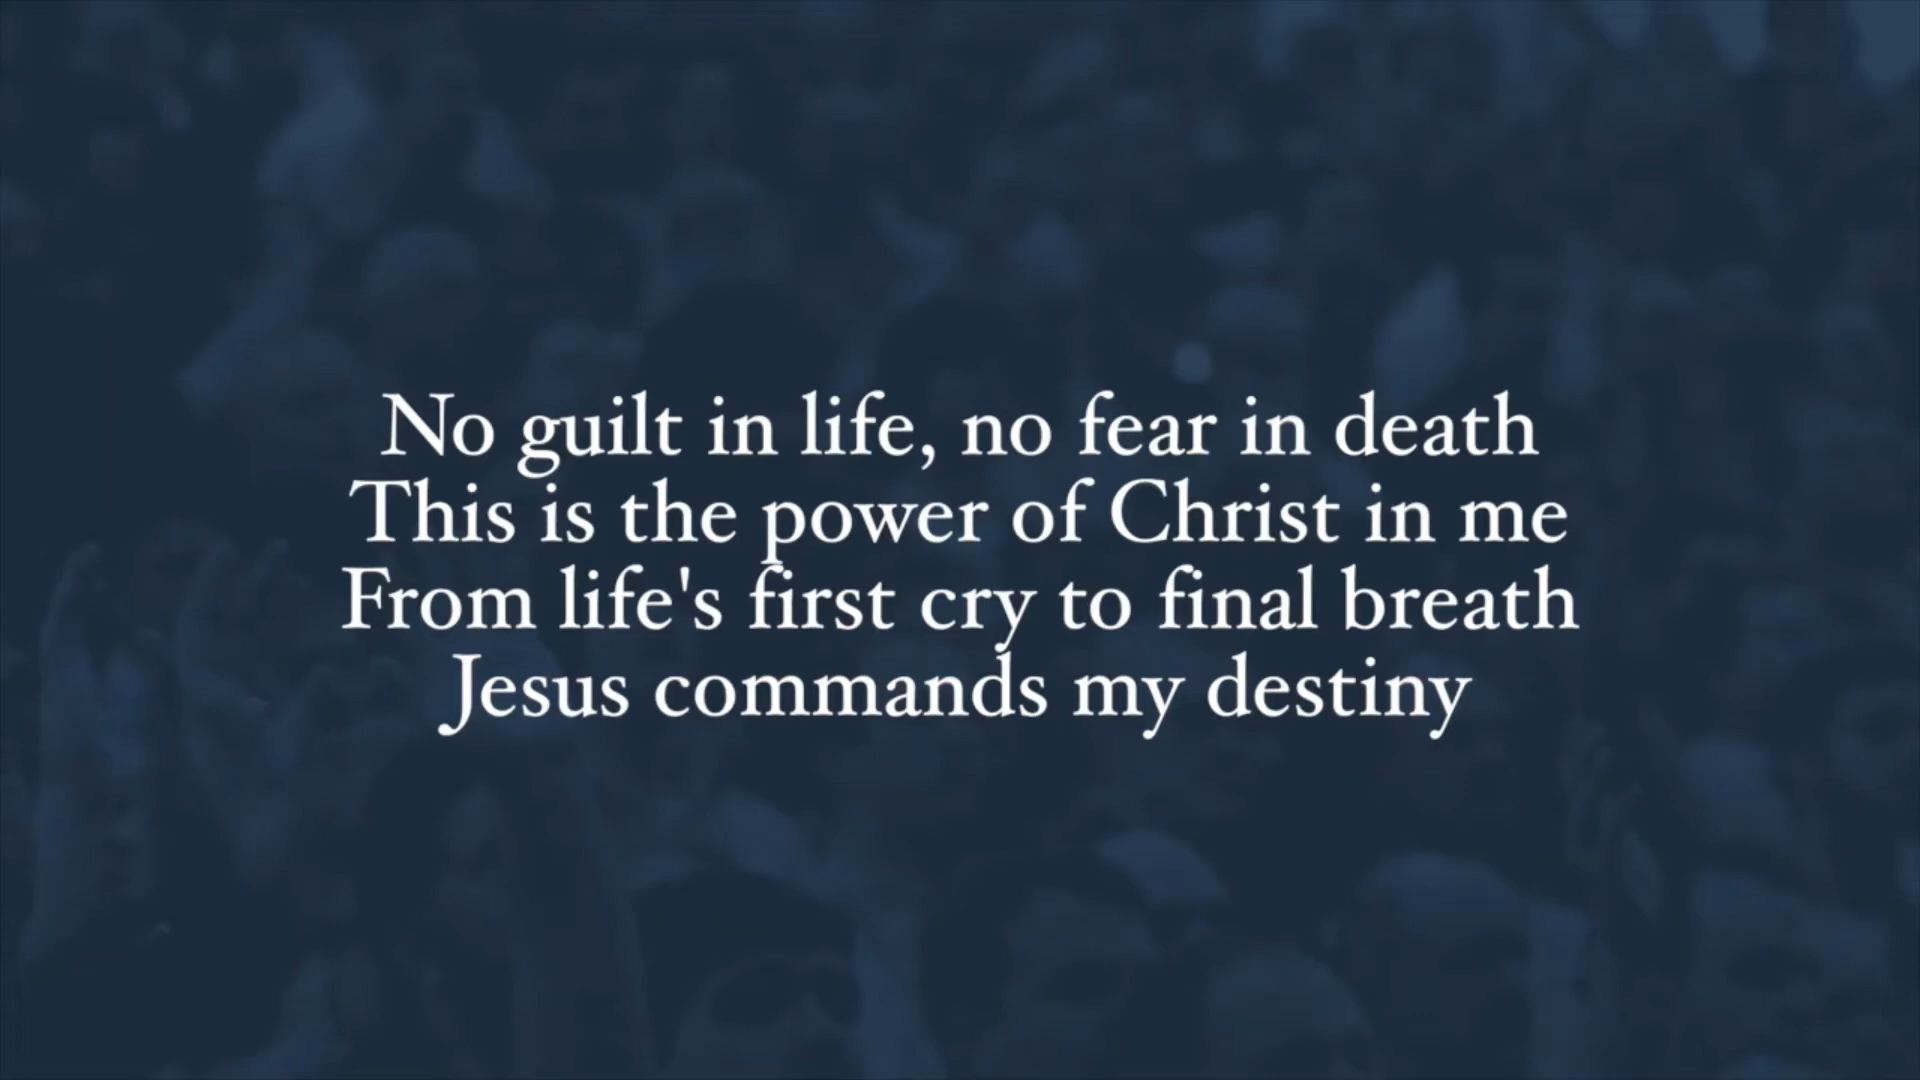 No guilt in life, no fear in death
This is the power of Christ in me
From life's first cry to final breath
Jesus commands my destiny